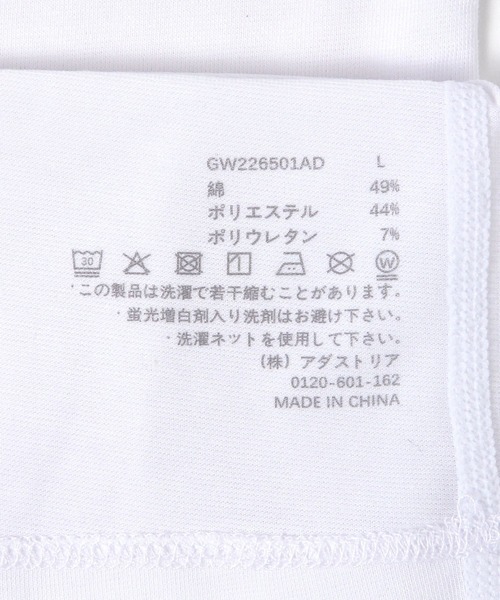 GW226501AD L
綿 49%
ポリエステル 44%
ポリウレタン 7%
30 W
・この製品は洗濯で若干縮むことがあります。
・蛍光増白剤入り洗剤はお避け下さい。
・洗濯ネットを使用して下さい。
(株) アダストリア
0120-601-162
MADE IN CHINA